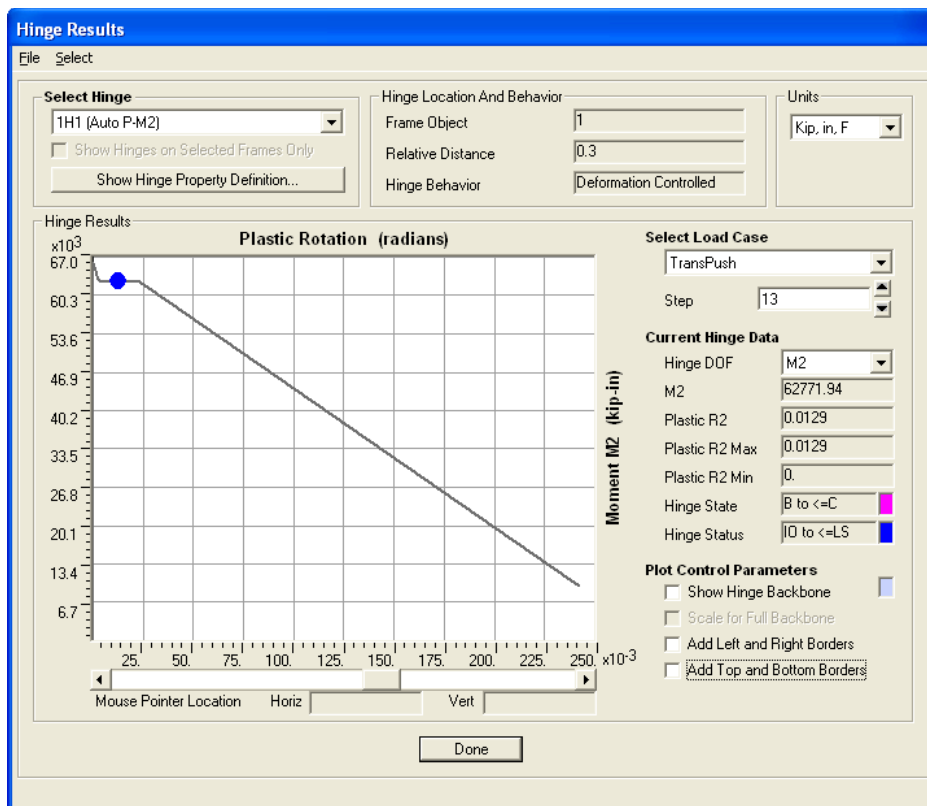 Hinge Results
File Select
Select Hinge
1H1 (Auto P-M2)
Show Hinges on Selected Frames Only
Show Hinge Property Definition...
Hinge Location And Behavior
Frame Object 1
Relative Distance 0.3
Hinge Behavior Deformation Controlled
Units
Kip, in, F
Hinge Results
Plastic Rotation (radians)
x10 3
67.0
60.3
53.6
46.9
40.2
33.5
26.8
20.1
13.4
6.7
25. 50. 75. 100. 125. 150. 175. 200. 225. 250. x10 -3
Moment M2 (kip-in)
Mouse Pointer Location Horiz Vert
Select Load Case
TransPush
Step 13
Current Hinge Data
Hinge DOF M2
M2 62771.94
Plastic R2 0.0129
Plastic R2 Max 0.0129
Plastic R2 Min 0.
Hinge State B to <=C
Hinge Status IO to <=LS
Plot Control Parameters
Show Hinge Backbone
Scale for Full Backbone
Add Left and Right Borders
Add Top and Bottom Borders
Done